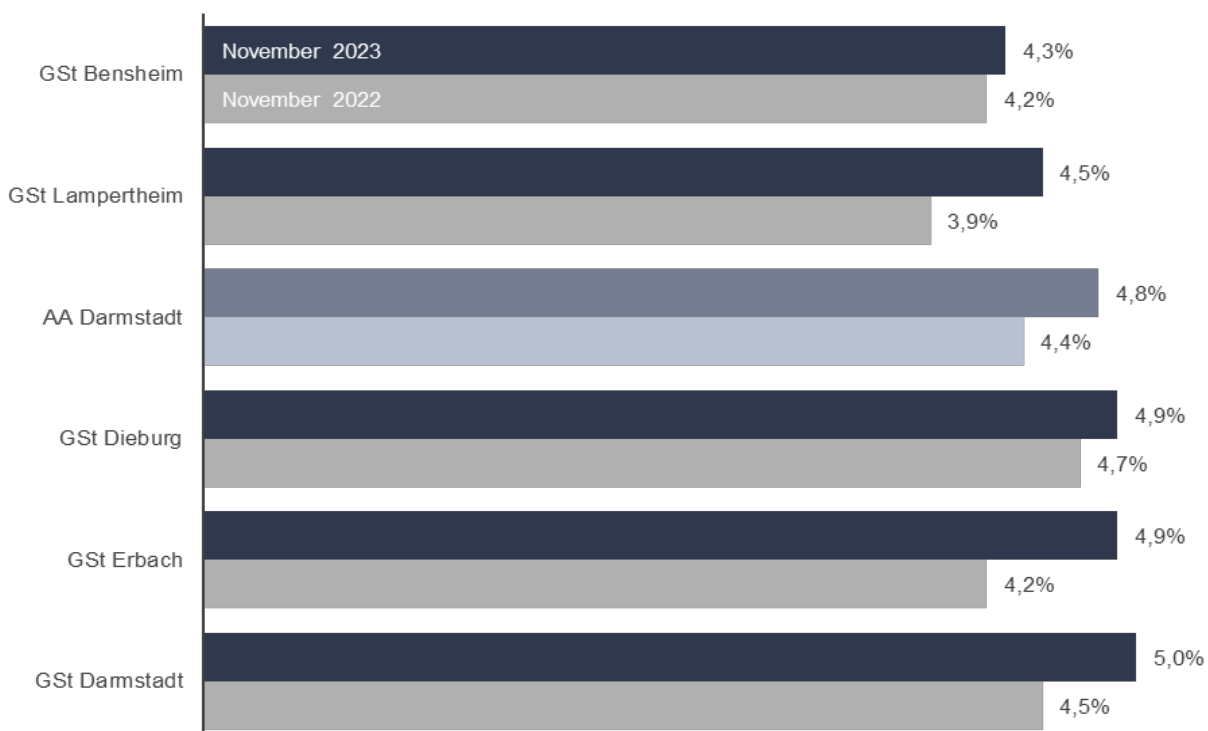 November 2023
4,3%
GSt Bensheim
November 2022
4,2%
4,5%
GSt Lampertheim
3,9%
4,8%
AA Darmstadt
4,4%
4,9%
GSt Dieburg
4,7%
4,9%
GSt Erbach
4,2%
5,0%
GSt Darmstadt
4,5%